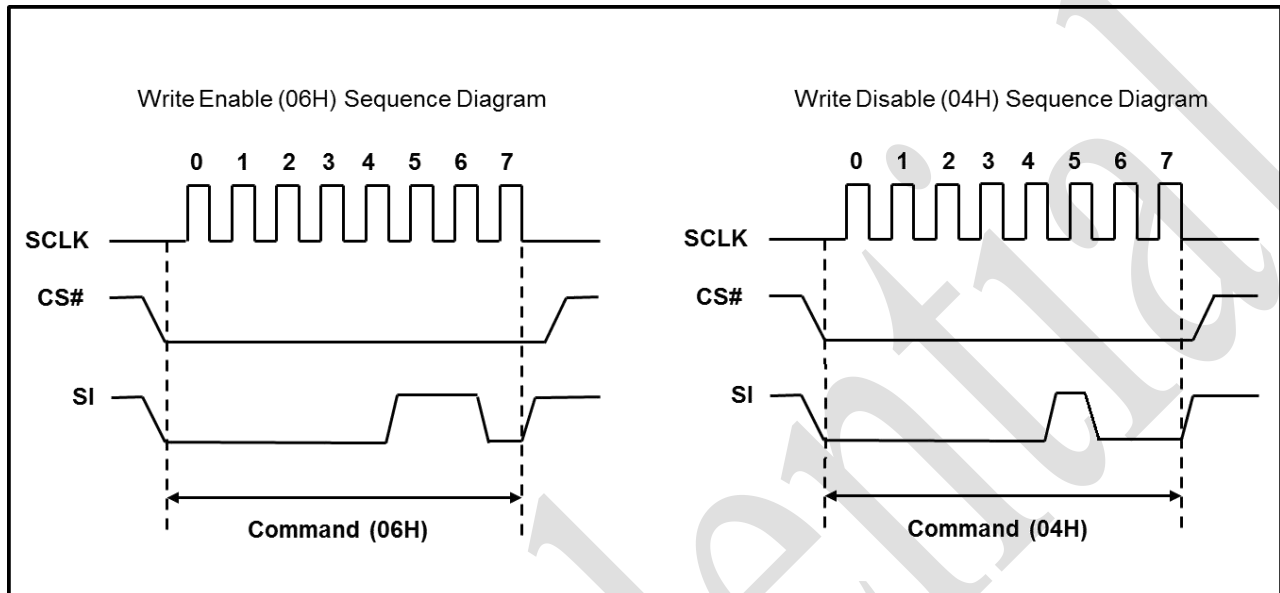 Write Enable (06H) Sequence Diagram
0 1 2 3 4 5 6 7
SCLK
CS#
SI
Command (06H)
Write Disable (04H) Sequence Diagram
0 1 2 3 4 5 6 7
SCLK
CS#
SI
Command (04H)
ential